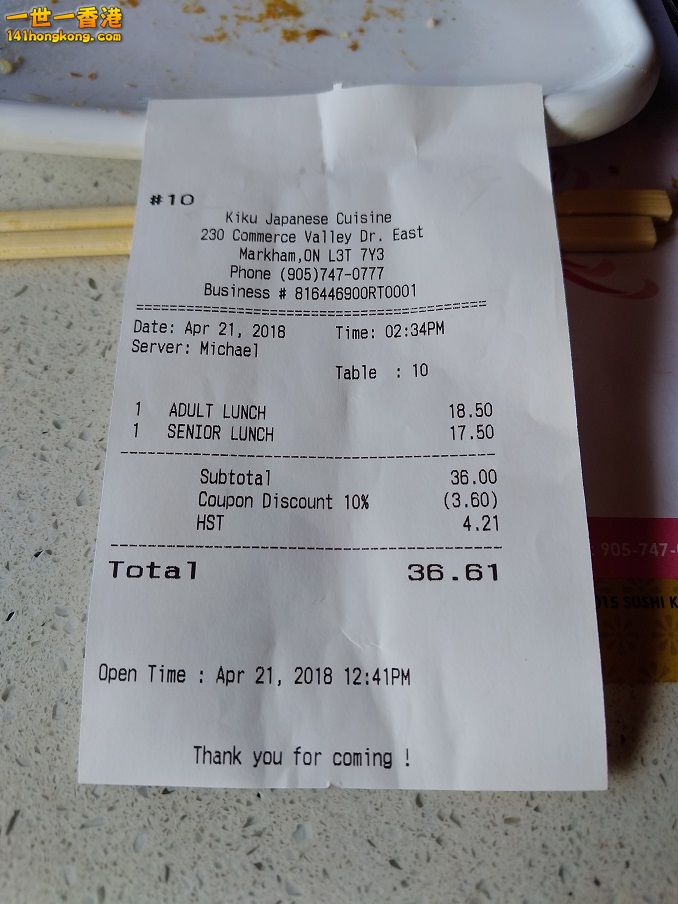 一世一香港
141hongkong.com
#10
Kiku Japanese Cuisine
230 Commerce Valley Dr. East
Markham,ON L3T 7Y3
Phone (905)747-0777
Business # 816446900RT0001
Date: Apr 21, 2018 Time: 02:34PM
Server: Michael
Table : 10
1 ADULT LUNCH 18.50
1 SENIOR LUNCH 17.50
Subtotal 36.00
Coupon Discount 10% (3.60)
HST 4.21
Total 36.61
Open Time : Apr 21, 2018 12:41PM
Thank you for coming !
905-747-
SUSHI